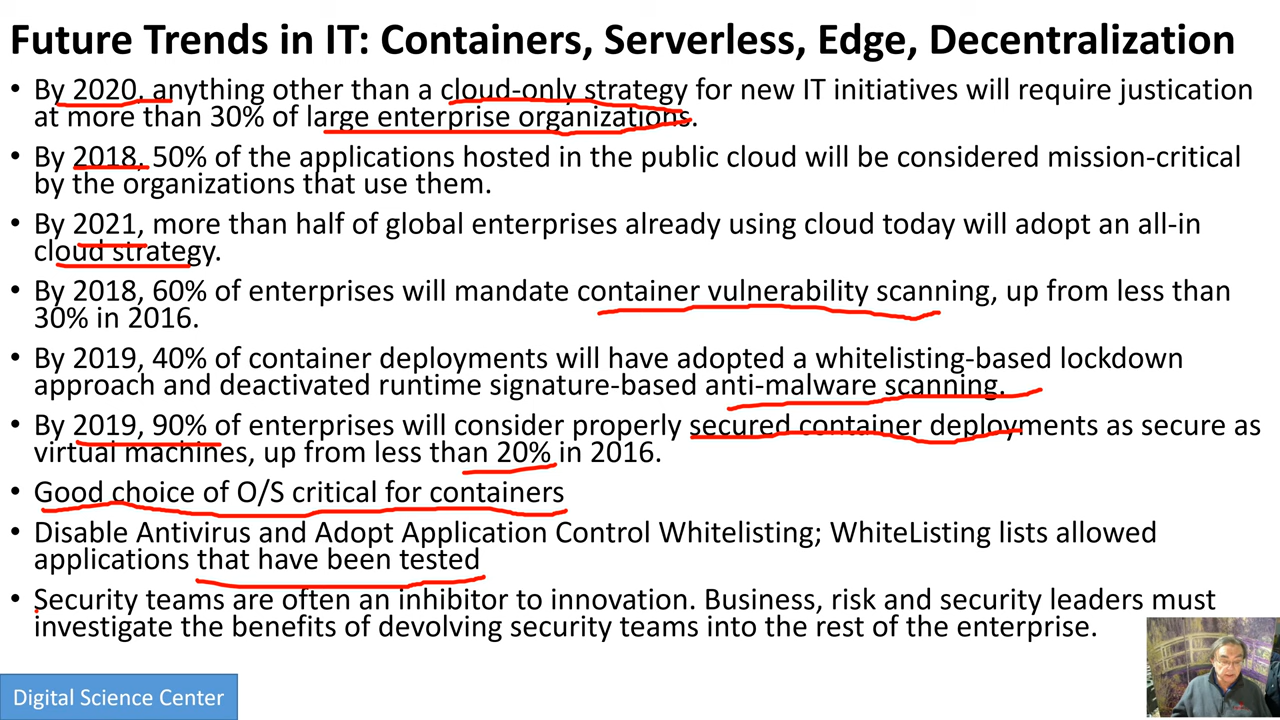 Future Trends in IT: Containers, Serverless, Edge, Decentralization
• By 2020, anything other than a cloud-only strategy for new IT initiatives will require justication
at more than 30% of large enterprise organizations.
• By 2018, 50% of the applications hosted in the public cloud will be considered mission-critical
by the organizations that use them.
• By 2021, more than half of global enterprises already using cloud today will adopt an all-in
cloud strategy.
• By 2018, 60% of enterprises will mandate container vulnerability scanning, up from less than
30% in 2016.
• By 2019, 40% of container deployments will have adopted a whitelisting-based lockdown
approach and deactivated runtime signature-based anti-malware scanning.
• By 2019, 90% of enterprises will consider properly secured container deployments as secure as
virtual machines, up from less than 20% in 2016.
• Good choice of O/S critical for containers
• Disable Antivirus and Adopt Application Control Whitelisting; WhiteListing lists allowed
applications that have been tested
• Security teams are often an inhibitor to innovation. Business, risk and security leaders must
investigate the benefits of devolving security teams into the rest of the enterprise.
Digital Science Center